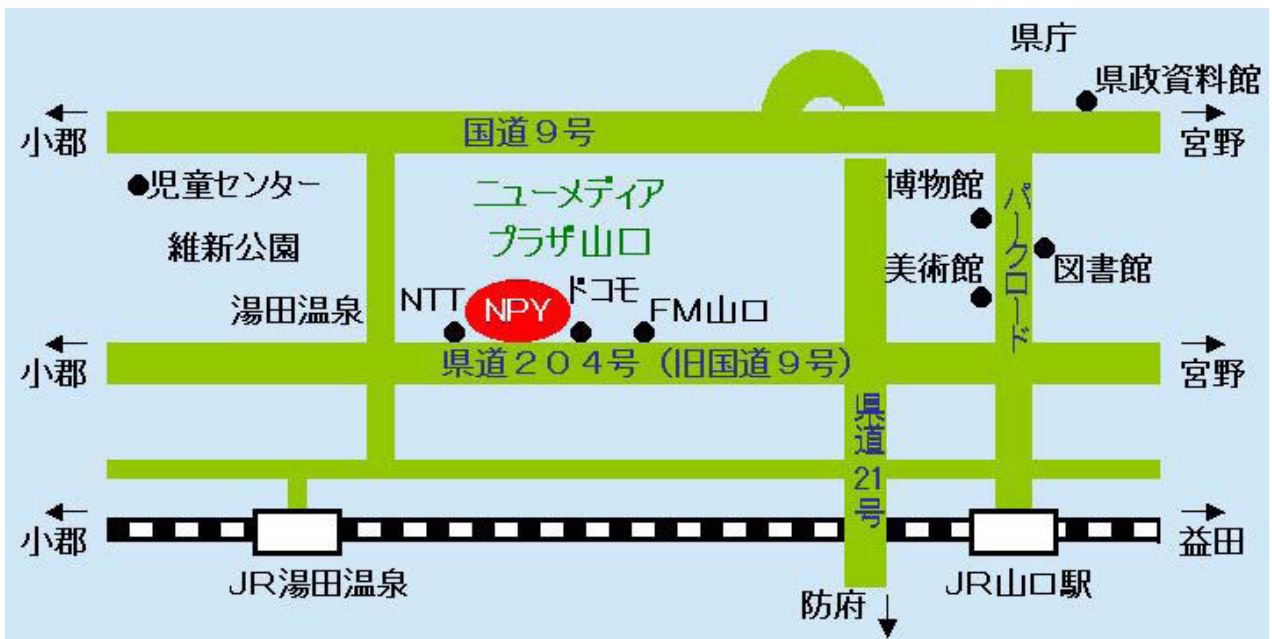 県庁
県政資料館
小郡
国道９号
宮野
児童センター
ニューメディア
プラザ山口
博物館
パークロード
維新公園
美術館
図書館
湯田温泉
NTT
NPY
ドコモ
FM山口
小郡
県道２０４号（旧国道９号）
宮野
県道21号
小郡
益田
JR湯田温泉
防府
JR山口駅